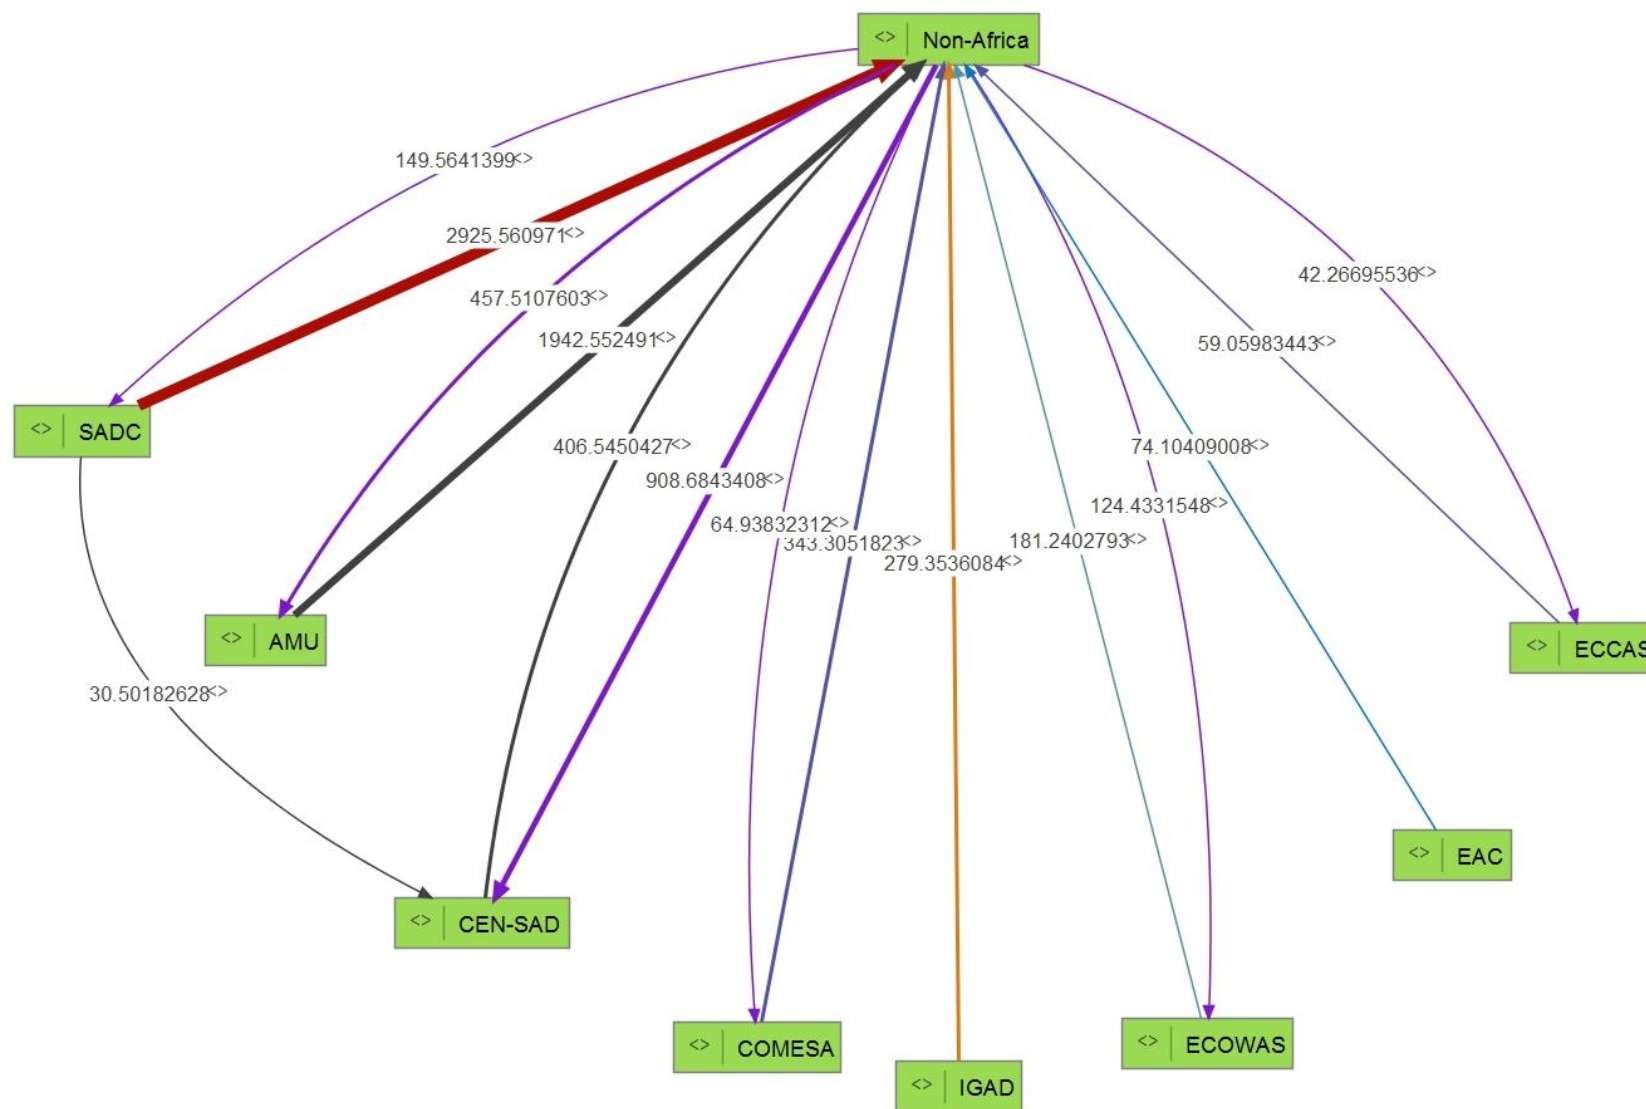 <> Non-Africa
149.5641399<>
2925.560971<>
42.26695536<>
457.5107603<>
1942.552491<>
59.05983443<>
<> SADC
406.5450427<>
74.10409008<>
908.6843408<>
124.4331548<>
64.93832312<>
343.3051823<>
181.2402793<>
279.3536084<>
<> AMU
<> ECCAS
30.50182628<>
<> EAC
<> CEN-SAD
<> COMESA
<> ECOWAS
<> IGAD